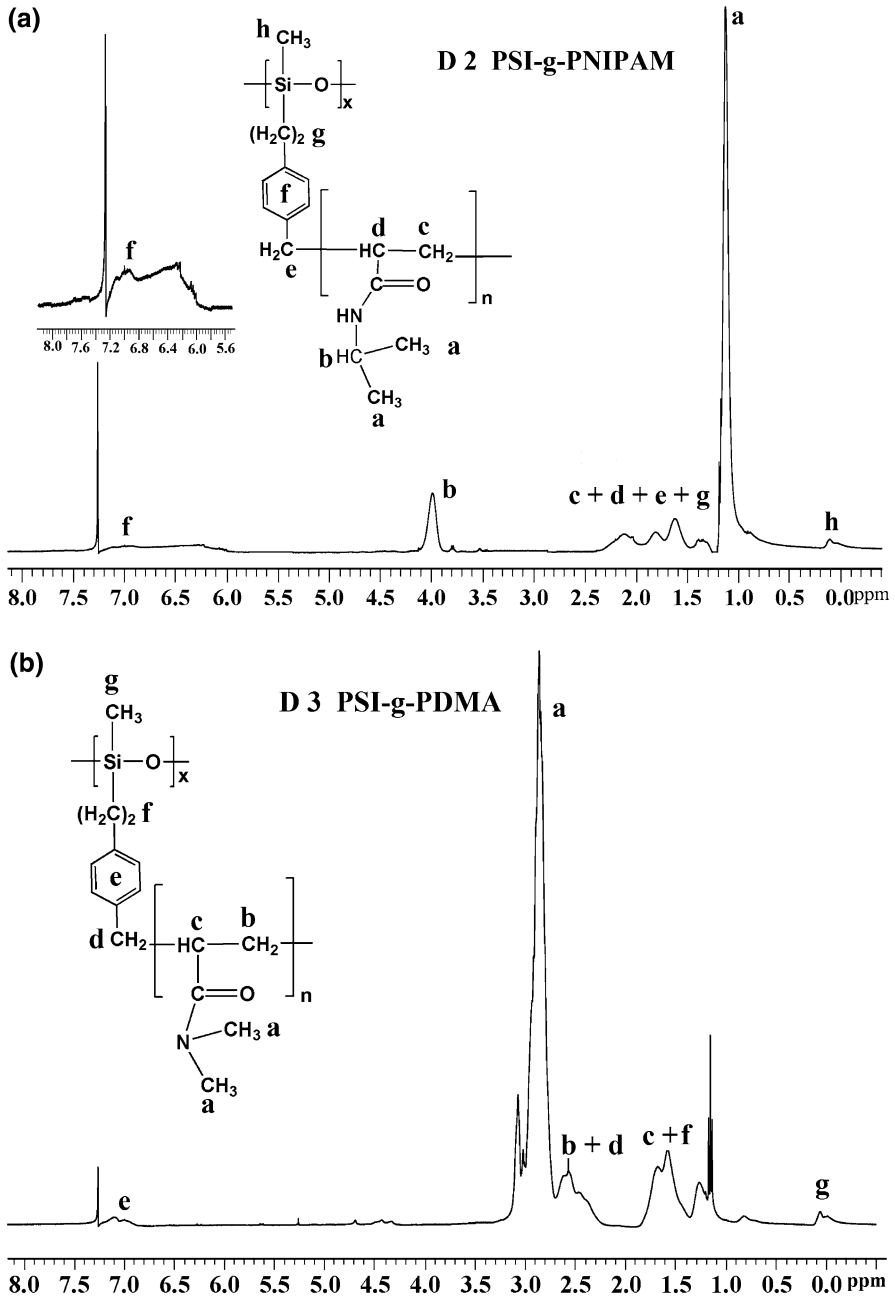 (a)
D 2 PSI-g-PNIPAM
a
h CH3
Si O x
(H2C)2 g
f
H2C e
d
c
HC CH2
C O n
HN
b HC CH3 a
CH3
a
f
8.0 7.6 7.2 6.8 6.4 6.0 5.6
f
b
c + d + e + g
h
8.0 7.5 7.0 6.5 6.0 5.5 5.0 4.5 4.0 3.5 3.0 2.5 2.0 1.5 1.0 0.5 0.0 ppm
(b)
D 3 PSI-g-PDMA
a
g
CH3
Si O x
(H2C)2 f
e
d CH2
c b
HC CH2
C O n
N CH3 a
CH3
a
e
b + d
c + f
g
8.0 7.5 7.0 6.5 6.0 5.5 5.0 4.5 4.0 3.5 3.0 2.5 2.0 1.5 1.0 0.5 0.0 ppm